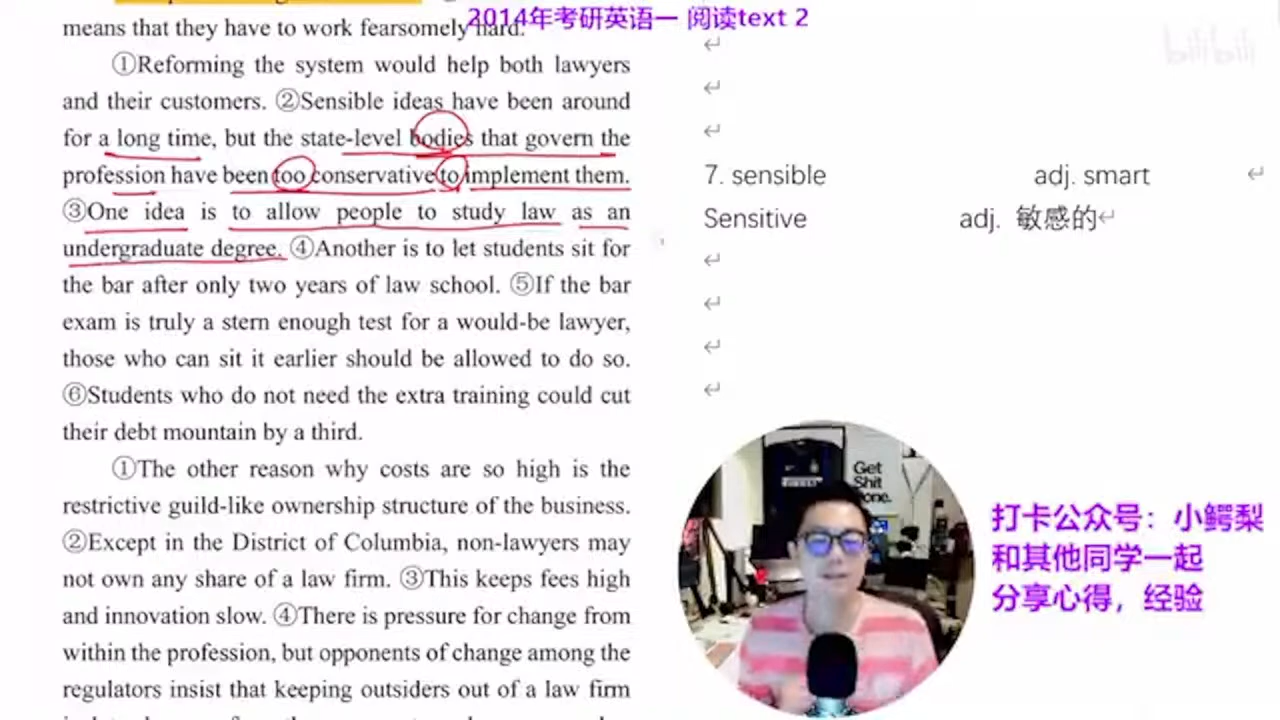 2014年考研英语一 阅读text 2
means that they have to work fearsomely hard.
①Reforming the system would help both lawyers
and their customers. ②Sensible ideas have been around
for a long time, but the state-level bodies that govern the
profession have been too conservative to implement them.
③One idea is to allow people to study law as an
undergraduate degree. ④Another is to let students sit for
the bar after only two years of law school. ⑤If the bar
exam is truly a stern enough test for a would-be lawyer,
those who can sit it earlier should be allowed to do so.
⑥Students who do not need the extra training could cut
their debt mountain by a third.
①The other reason why costs are so high is the
restrictive guild-like ownership structure of the business.
②Except in the District of Columbia, non-lawyers may
not own any share of a law firm. ③This keeps fees high
and innovation slow. ④There is pressure for change from
within the profession, but opponents of change among the
regulators insist that keeping outsiders out of a law firm
bilibili
7. sensible adj. smart
Sensitive adj. 敏感的
Get
Shit
Done.
打卡公众号：小鳄梨
和其他同学一起
分享心得，经验